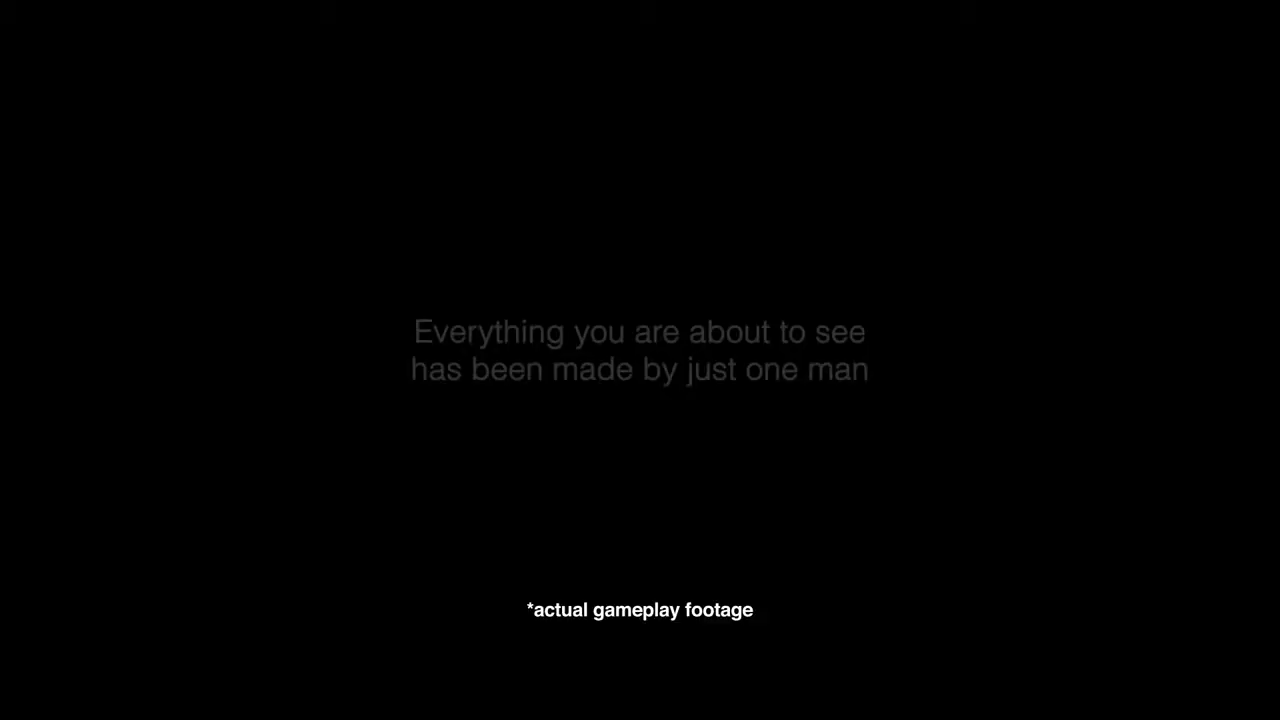 Everything you are about to see
has been made by just one man
*actual gameplay footage